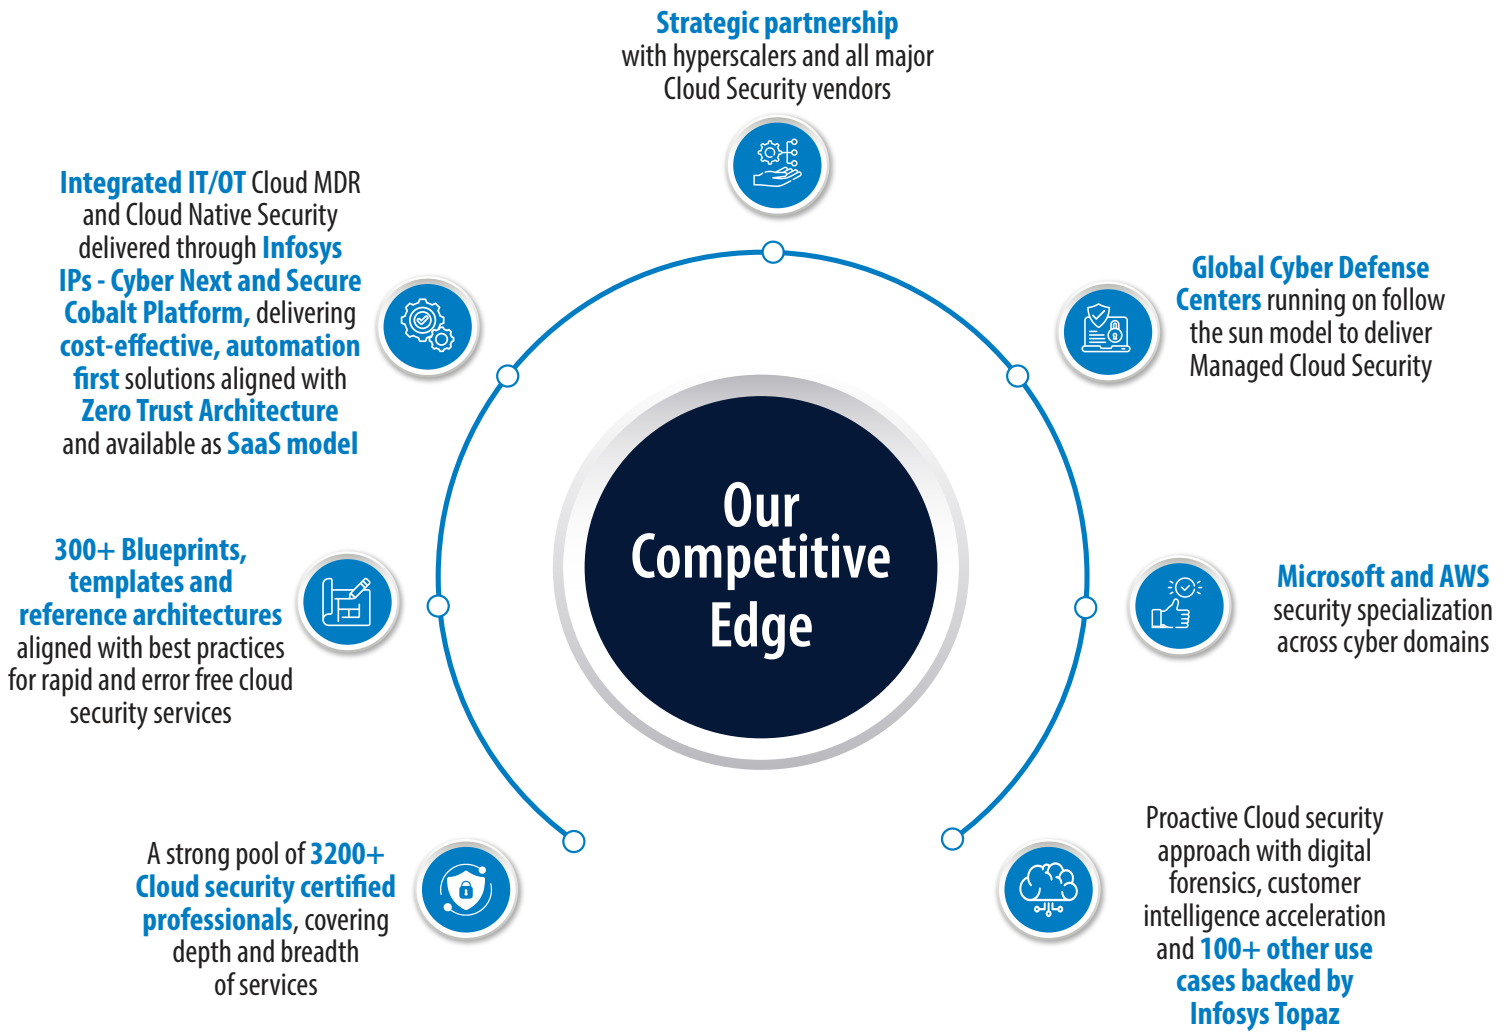 Strategic partnership
with hyperscalers and all major
Cloud Security vendors
Integrated IT/OT Cloud MDR
and Cloud Native Security
delivered through Infosys
IPs - Cyber Next and Secure
Cobalt Platform, delivering
cost-effective, automation
first solutions aligned with
Zero Trust Architecture
and available as SaaS model
Global Cyber Defense
Centers running on follow
the sun model to deliver
Managed Cloud Security
Our
Competitive
Edge
300+ Blueprints,
templates and
reference architectures
aligned with best practices
for rapid and error free cloud
security services
Microsoft and AWS
security specialization
across cyber domains
A strong pool of 3200+
Cloud security certified
professionals, covering
depth and breadth
of services
Proactive Cloud security
approach with digital
forensics, customer
intelligence acceleration
and 100+ other use
cases backed by
Infosys Topaz